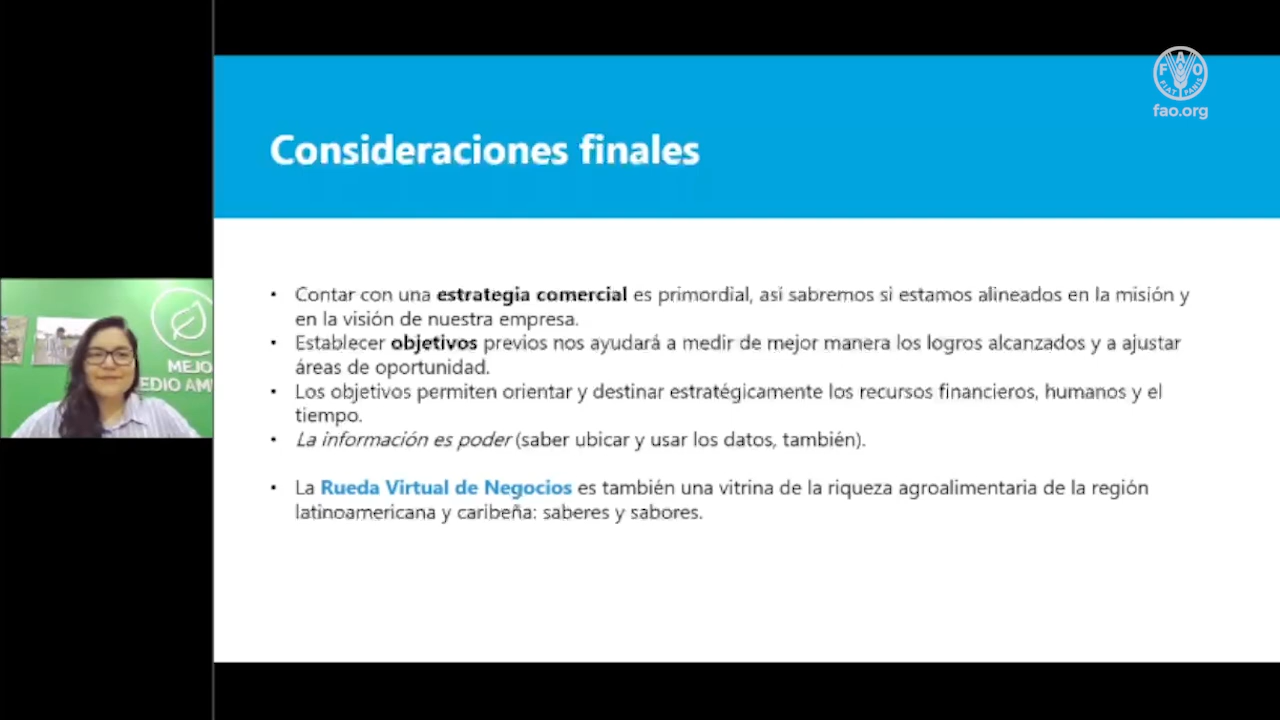 FAO
FIAT PANIS
fao.org
Consideraciones finales
• Contar con una estrategia comercial es primordial, así sabremos si estamos alineados en la misión y
en la visión de nuestra empresa.
• Establecer objetivos previos nos ayudará a medir de mejor manera los logros alcanzados y a ajustar
áreas de oportunidad.
• Los objetivos permiten orientar y destinar estratégicamente los recursos financieros, humanos y el
tiempo.
• La información es poder (saber ubicar y usar los datos, también).
• La Rueda Virtual de Negocios es también una vitrina de la riqueza agroalimentaria de la región
latinoamericana y caribeña: saberes y sabores.
MEJO
EDIO AM